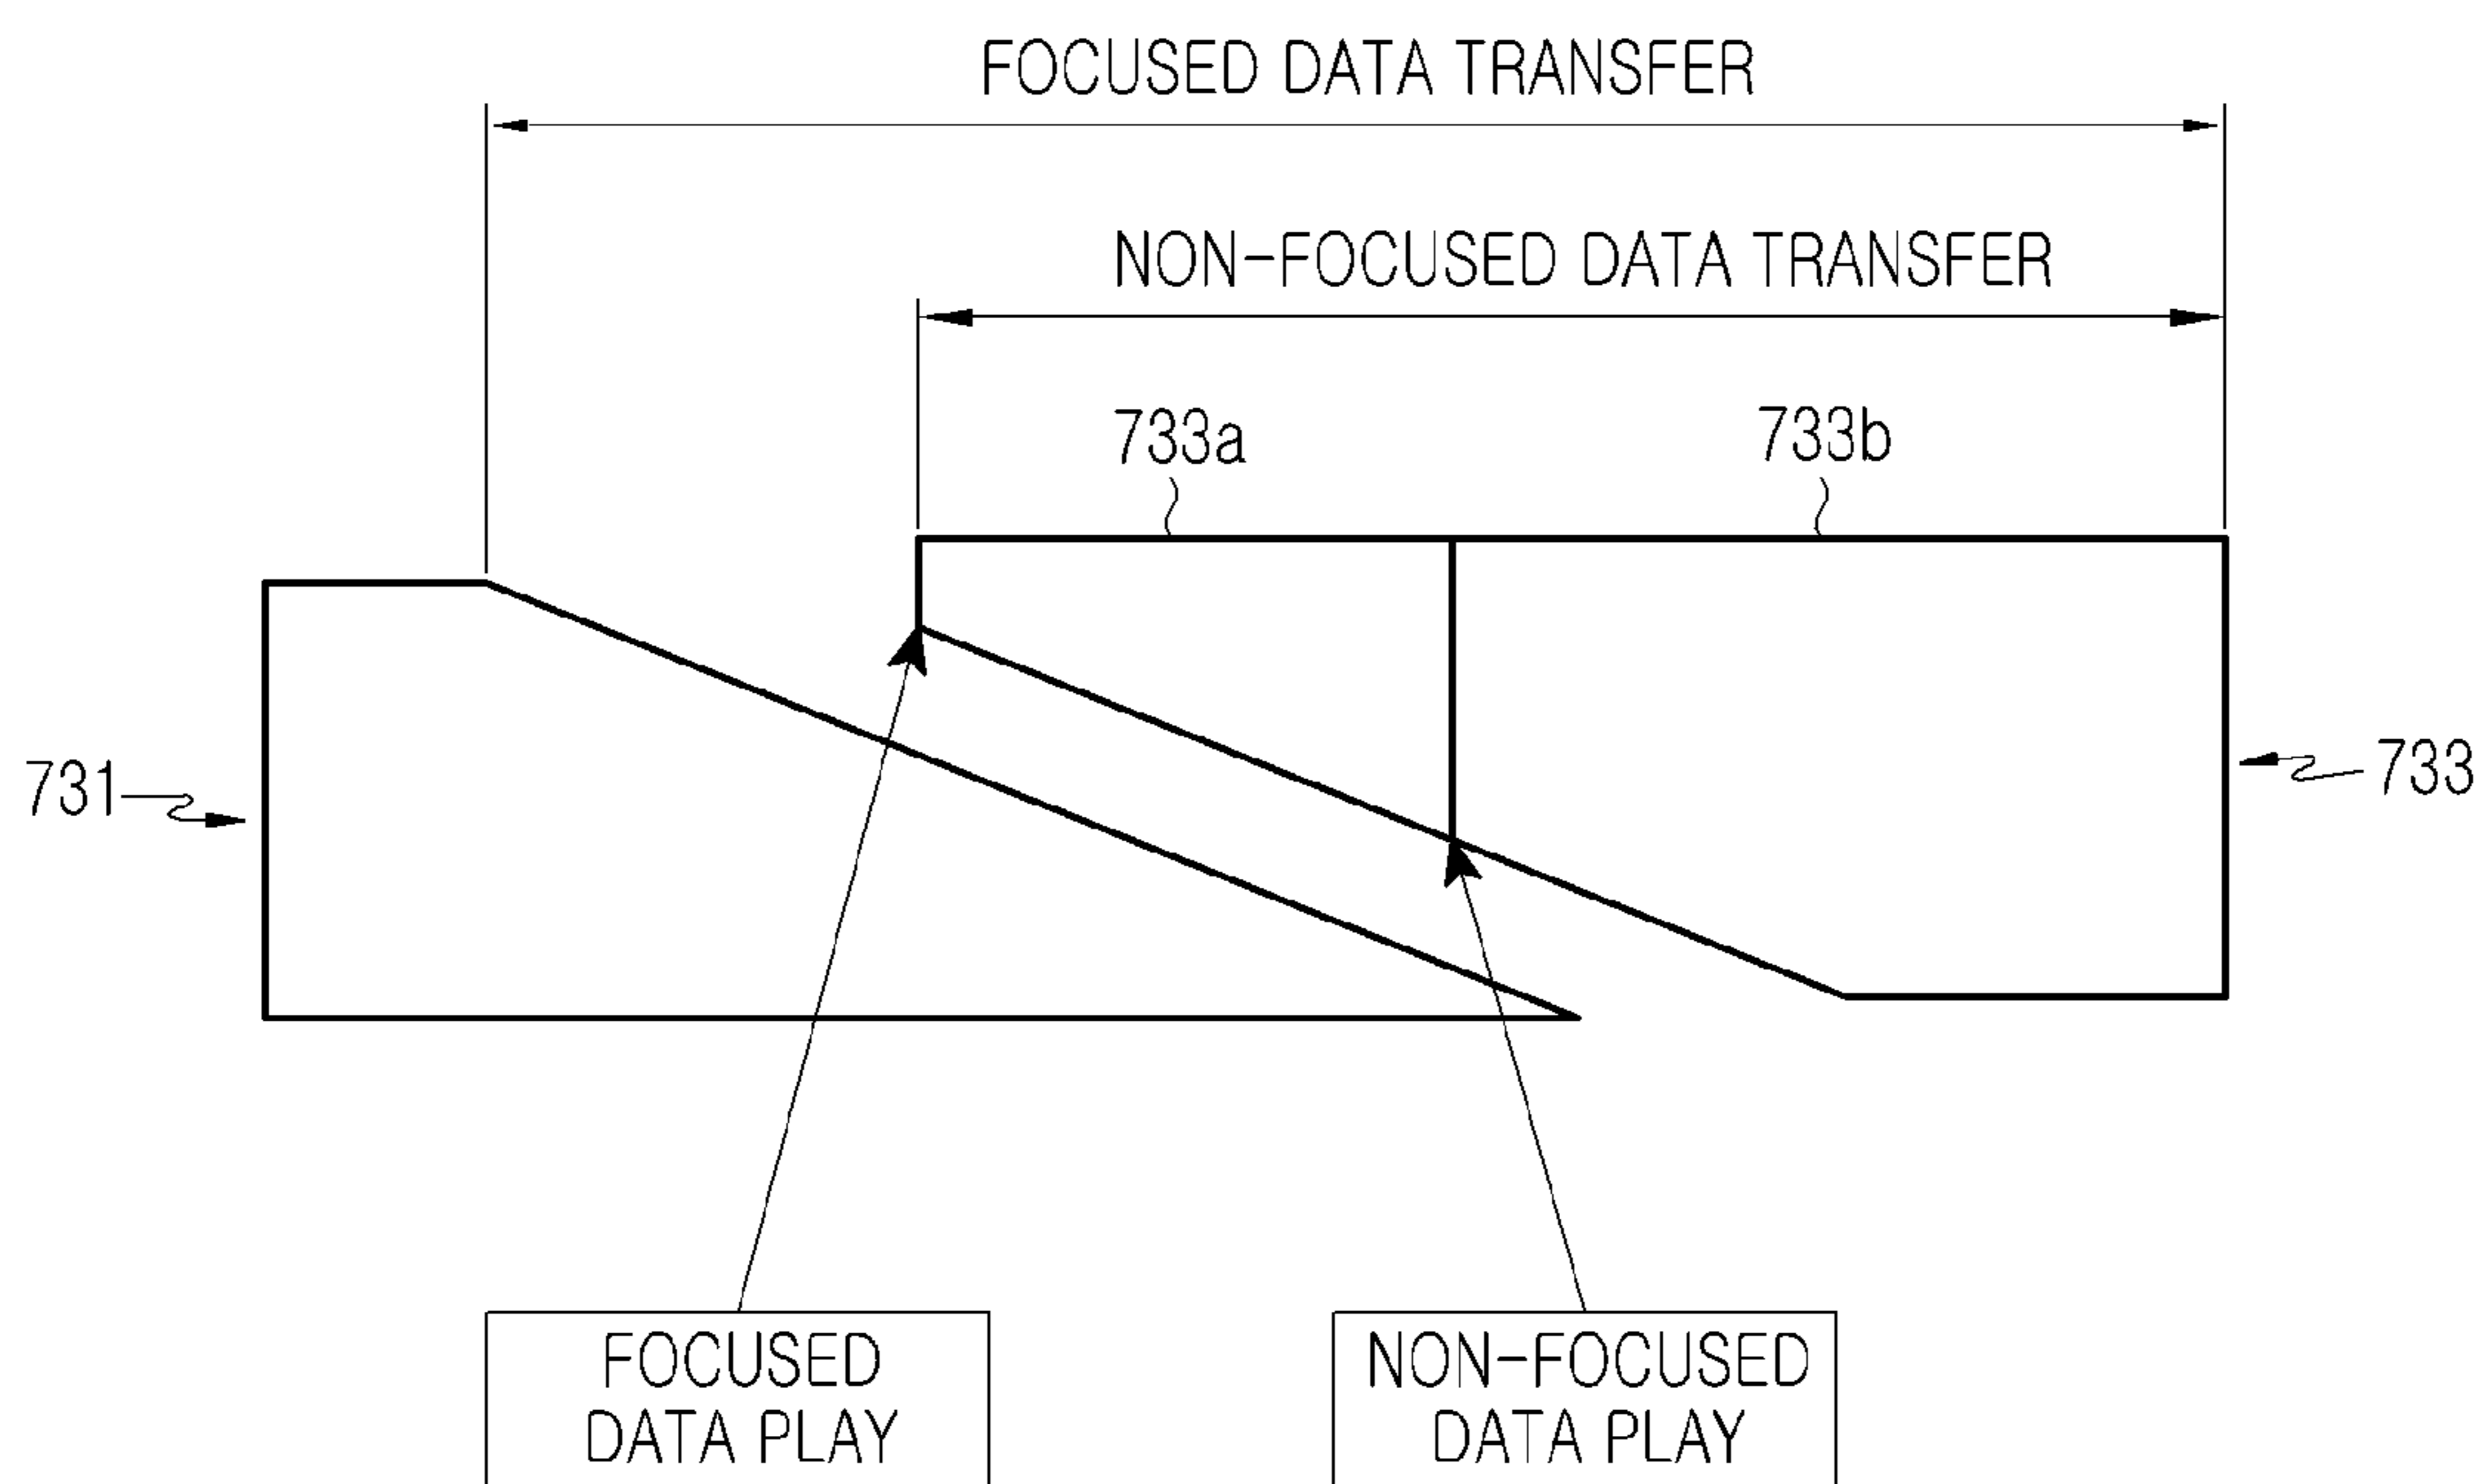 FOCUSED DATA TRANSFER
NON-FOCUSED DATA TRANSFER
733a
733b
731
733
FOCUSED
DATA PLAY
NON-FOCUSED
DATA PLAY